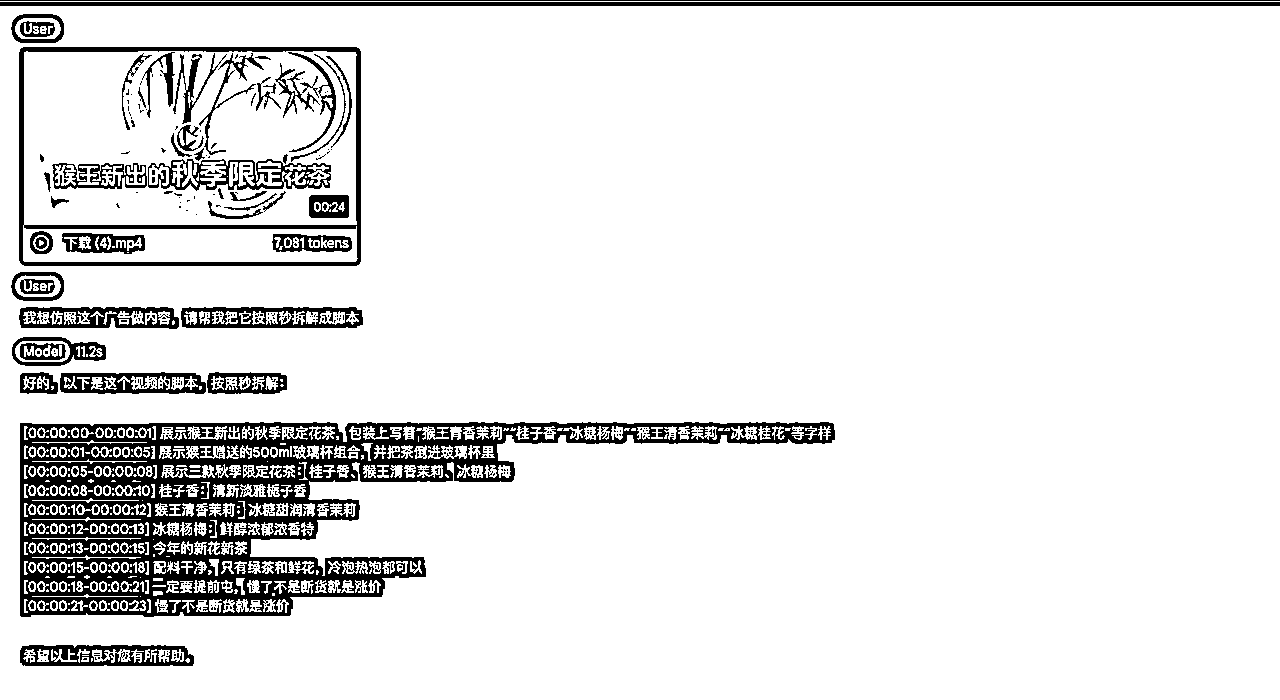 User
猴王新出的秋季限定花茶
00:24
下载 (4).mp4
7,081 tokens
User
我想仿照这个广告做内容，请帮我把它按照秒拆解成脚本
Model 11.2s
好的，以下是这个视频的脚本，按照秒拆解：
[00:00:00-00:00:01] 展示猴王新出的秋季限定花茶，包装上写着"猴王青香茉莉""桂子香""冰糖杨梅""猴王清香茉莉""冰糖桂花"等字样
[00:00:01-00:00:05] 展示猴王赠送的500ml玻璃杯组合，并把茶倒进玻璃杯里
[00:00:05-00:00:08] 展示三款秋季限定花茶：桂子香、猴王清香茉莉、冰糖杨梅
[00:00:08-00:00:10] 桂子香：清新淡雅栀子香
[00:00:10-00:00:12] 猴王清香茉莉：冰糖甜润清香茉莉
[00:00:12-00:00:13] 冰糖杨梅：鲜醇浓郁浓香特
[00:00:13-00:00:15] 今年的新花新茶
[00:00:15-00:00:18] 配料干净，只有绿茶和鲜花，冷泡热泡都可以
[00:00:18-00:00:21] 一定要提前屯，慢了不是断货就是涨价
[00:00:21-00:00:23] 慢了不是断货就是涨价
希望以上信息对您有所帮助。